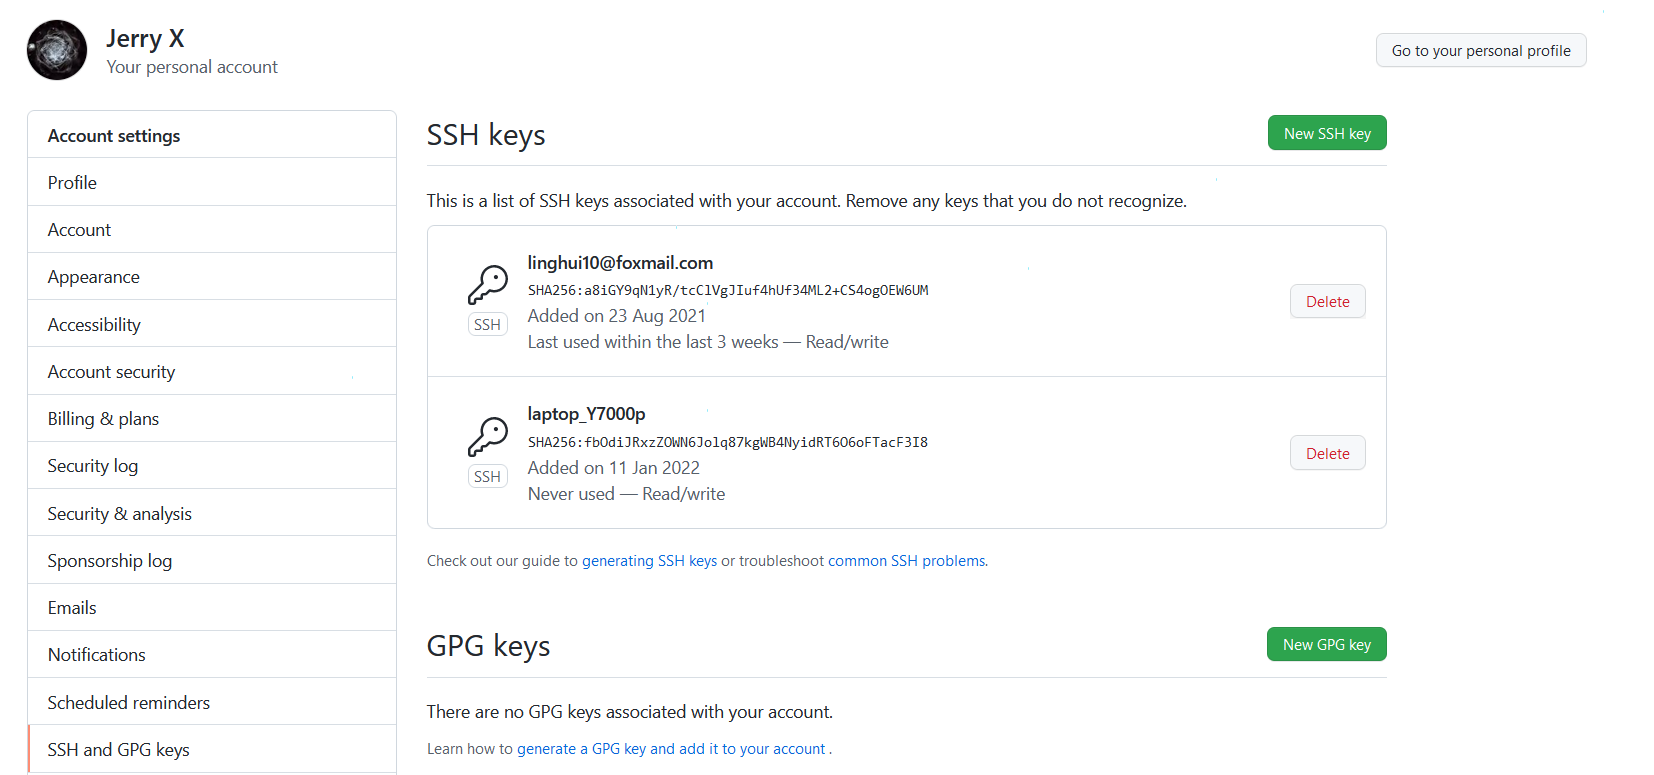 Jerry X
Your personal account
Go to your personal profile
Account settings
Profile
Account
Appearance
Accessibility
Account security
Billing & plans
Security log
Security & analysis
Sponsorship log
Emails
Notifications
Scheduled reminders
SSH and GPG keys
SSH keys
New SSH key
This is a list of SSH keys associated with your account. Remove any keys that you do not recognize.
linghui10@foxmail.com
SHA256:a8iGY9qN1yR/tcClVgJIuf4hUf34ML2+CS4ogOEW6UM
Added on 23 Aug 2021
Last used within the last 3 weeks — Read/write
SSH
Delete
laptop_Y7000p
SHA256:fbOdiJRxzZOWN6Jolq87kgWB4NyidRT6O6oFTacF3I8
Added on 11 Jan 2022
Never used — Read/write
SSH
Delete
Check out our guide to generating SSH keys or troubleshoot common SSH problems.
GPG keys
New GPG key
There are no GPG keys associated with your account.
Learn how to generate a GPG key and add it to your account .